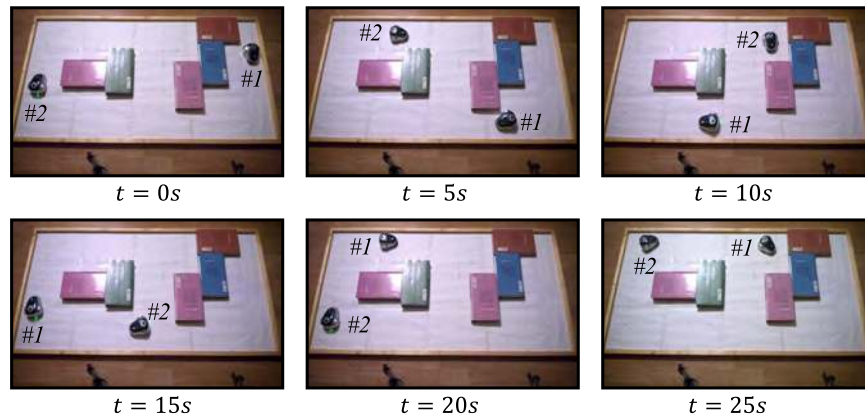 #1
#2
#2
#1
#2
#1
t = 0s
t = 5s
t = 10s
#1
#2
#1
#2
#1
#2
t = 15s
t = 20s
t = 25s